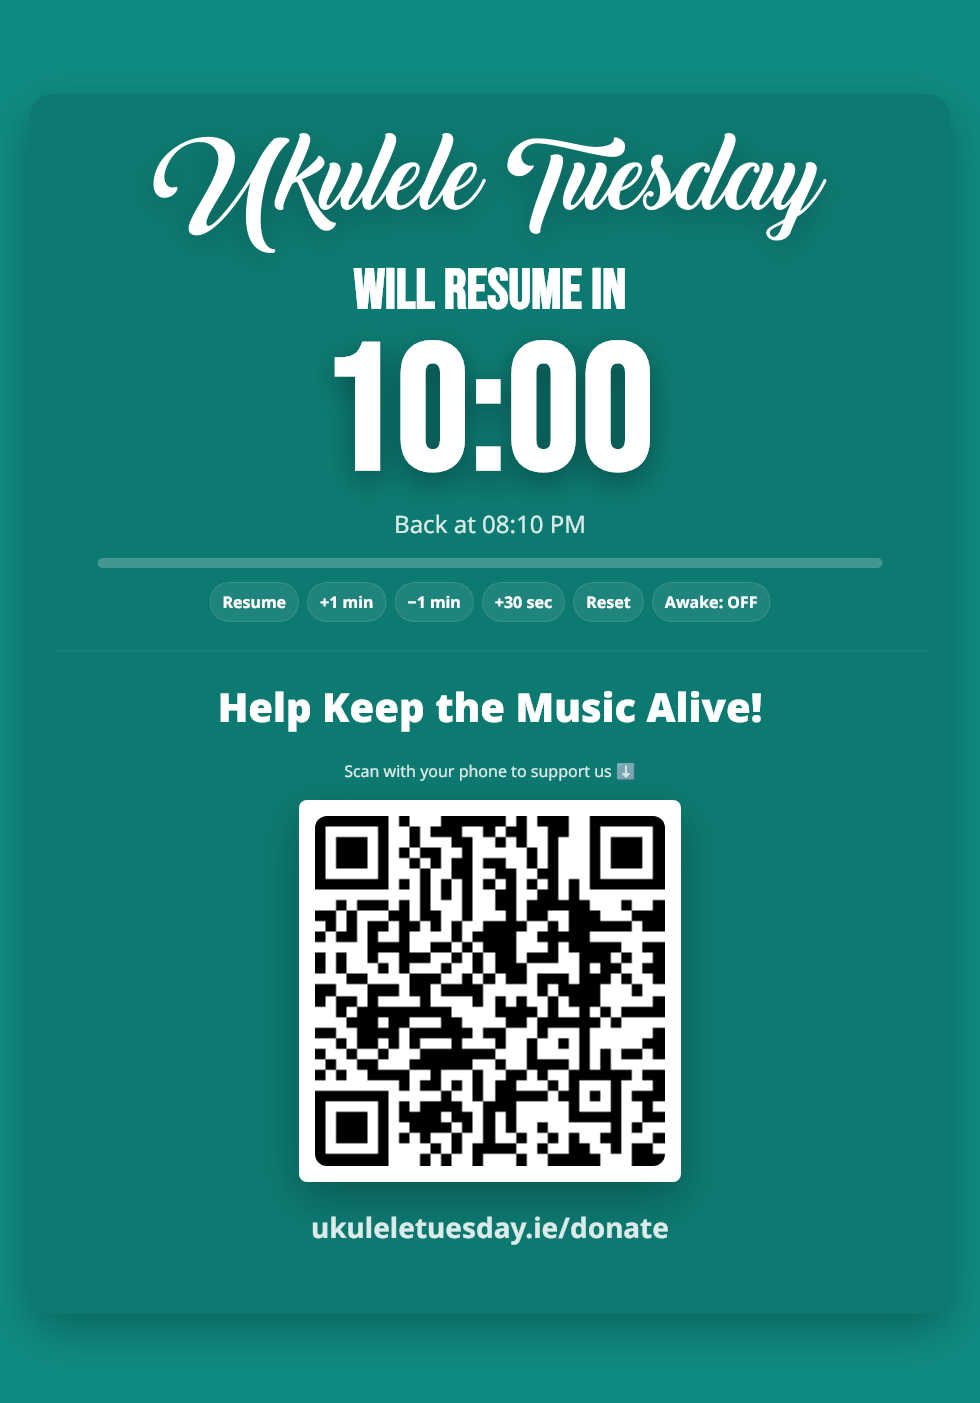 Ukulele Tuesday
WILL RESUME IN
10:00
Back at 08:10 PM
Resume +1 min −1 min +30 sec Reset Awake: OFF
Help Keep the Music Alive!
Scan with your phone to support us ⬇️
ukuleletuesday.ie/donate